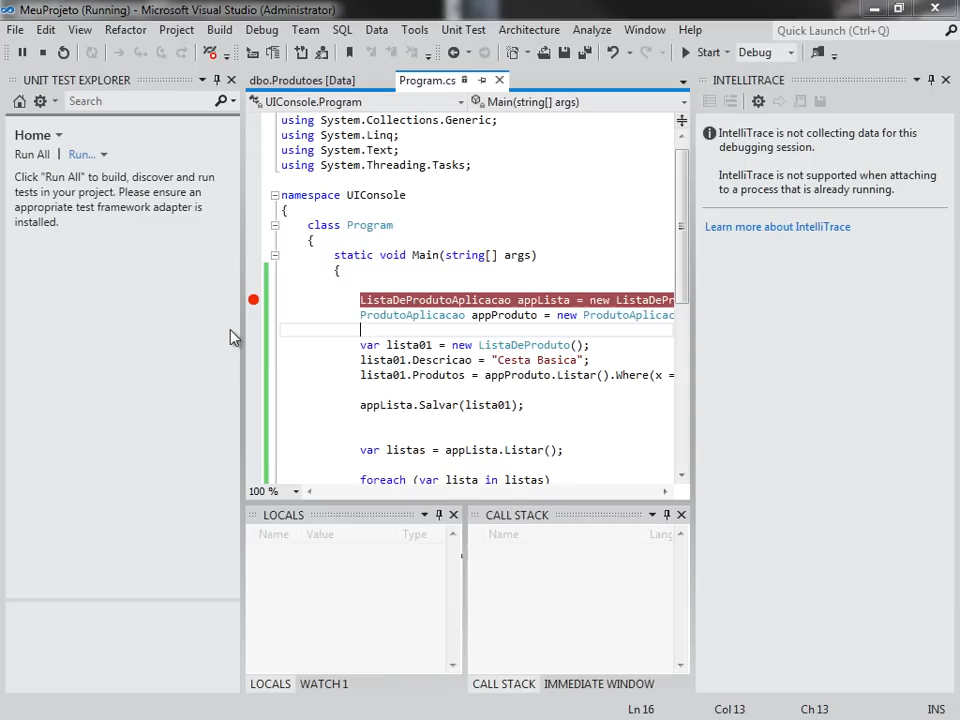 MeuProjeto (Running) - Microsoft Visual Studio (Administrator)
File Edit View Refactor Project Build Debug Team SQL Data Tools Unit Test Architecture Analyze Window
Quick Launch (Ctrl+Q)
Start Debug
UNIT TEST EXPLORER
Search
Home
Run All | Run...
Click "Run All" to build, discover and run
tests in your project. Please ensure an
appropriate test framework adapter is
installed.
dbo.Produtoes [Data]
Program.cs
UIConsole.Program
Main(string[] args)
using System.Collections.Generic;
using System.Linq;
using System.Text;
using System.Threading.Tasks;
namespace UIConsole
{
class Program
{
static void Main(string[] args)
{
ListaDeProdutoAplicacao appLista = new ListaDePr
ProdutoAplicacao appProduto = new ProdutoAplicac
var lista01 = new ListaDeProduto();
lista01.Descricao = "Cesta Basica";
lista01.Produtos = appProduto.Listar().Where(x =
appLista.Salvar(lista01);
var listas = appLista.Listar();
foreach (var lista in listas)
100 %
LOCALS
Name Value Type
LOCALS WATCH 1
CALL STACK
Name Lang
CALL STACK IMMEDIATE WINDOW
INTELLITRACE
IntelliTrace is not collecting data for this
debugging session.
IntelliTrace is not supported when attaching
to a process that is already running.
Learn more about IntelliTrace
Ln 16 Col 13 Ch 13 INS